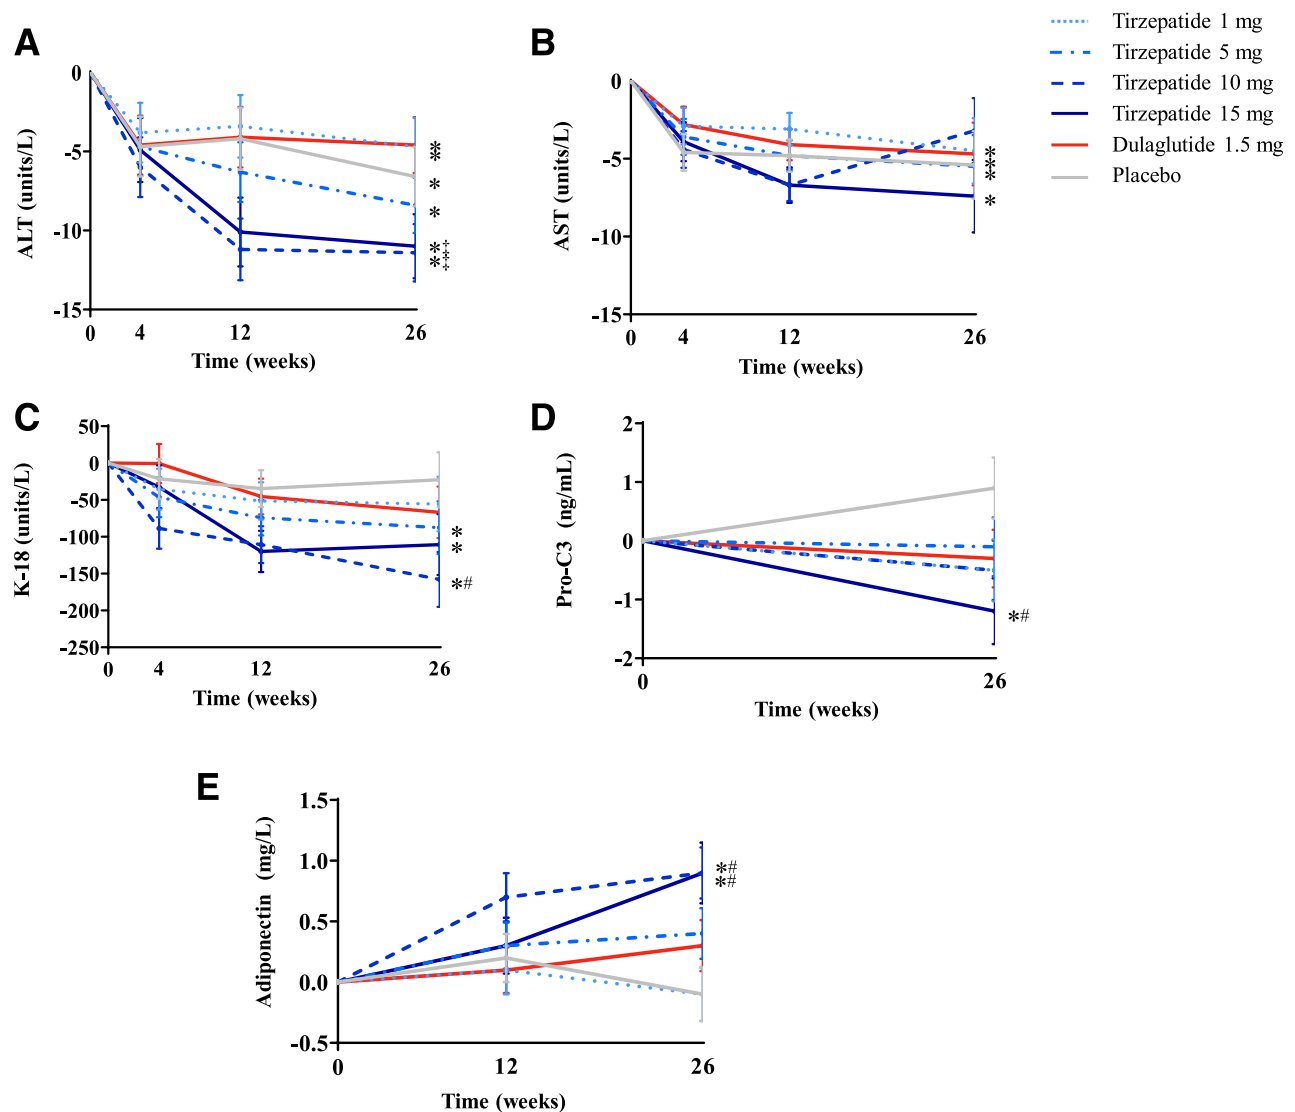 Tirzepatide 1 mg
Tirzepatide 5 mg
Tirzepatide 10 mg
Tirzepatide 15 mg
Dulaglutide 1.5 mg
Placebo
A
ALT (units/L)
0
-5
-10
-15
*
*
*
*
*‡
*‡
0 4 12 26
Time (weeks)
B
AST (units/L)
0
-5
-10
-15
*
*
*
*
0 4 12 26
Time (weeks)
C
K-18 (units/L)
50
0
-50
-100
-150
-200
-250
*
*
*#
0 4 12 26
Time (weeks)
D
Pro-C3 (ng/mL)
2
1
0
-1
-2
*#
0 26
Time (weeks)
E
Adiponectin (mg/L)
1.5
1.0
0.5
0.0
-0.5
*#
*#
0 12 26
Time (weeks)